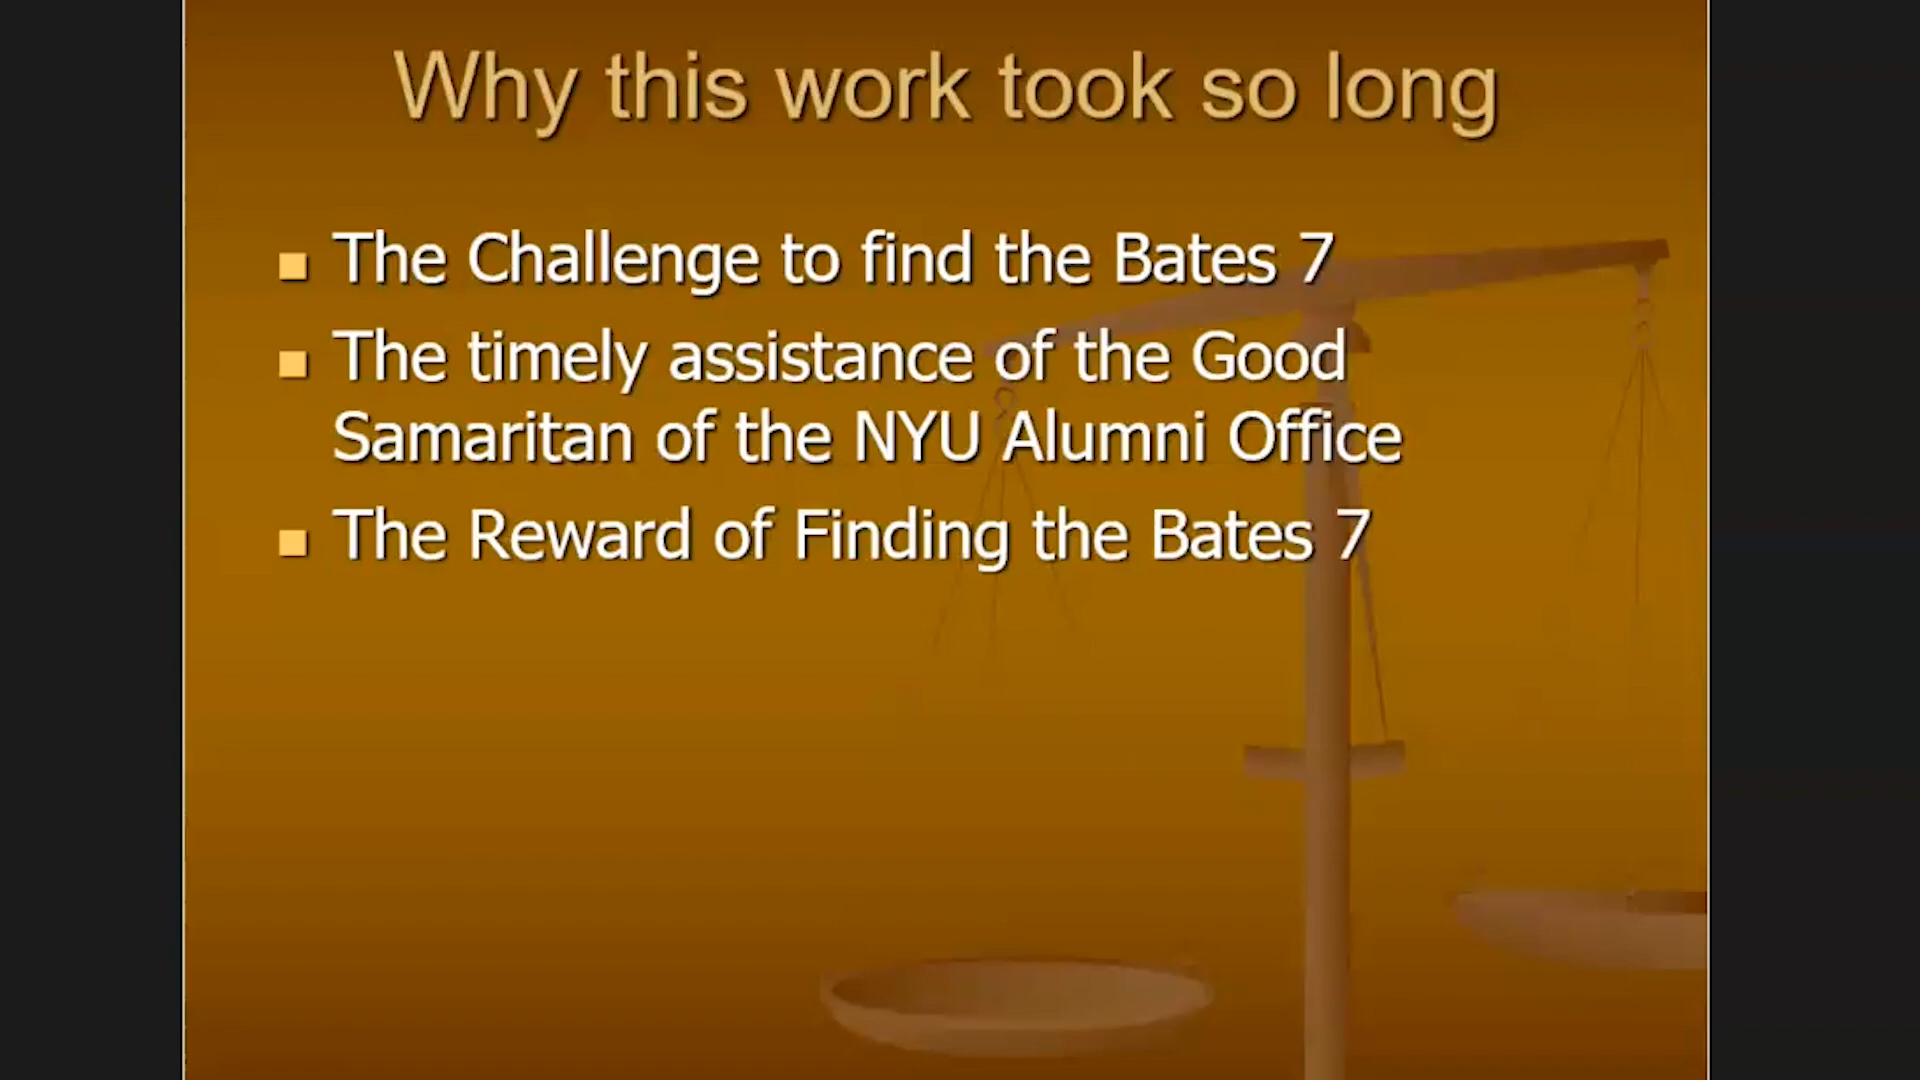 Why this work took so long
The Challenge to find the Bates 7
The timely assistance of the Good
Samaritan of the NYU Alumni Office
The Reward of Finding the Bates 7